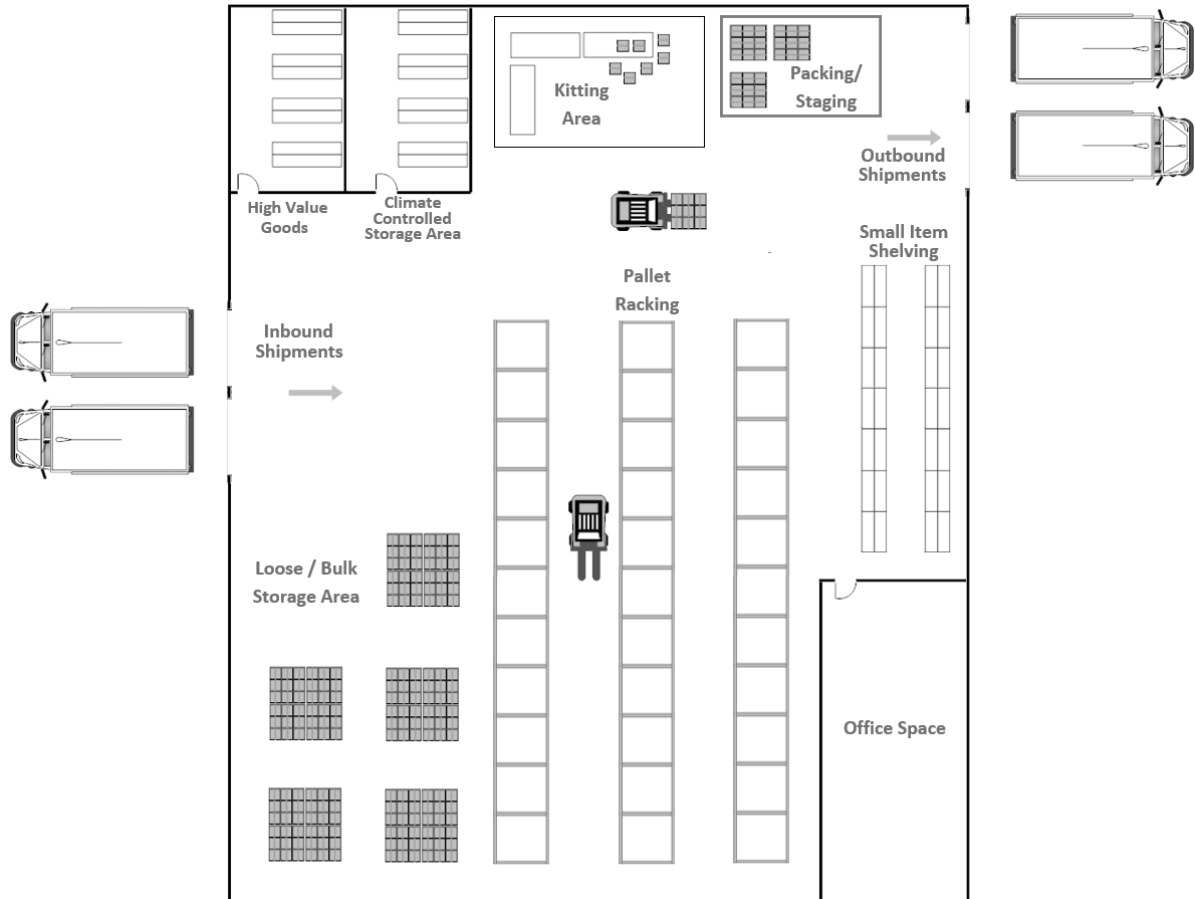 Kitting
Area
Packing/
Staging
Outbound
Shipments
High Value
Goods
Climate
Controlled
Storage Area
Small Item
Shelving
Pallet
Racking
Inbound
Shipments
Loose / Bulk
Storage Area
Office Space